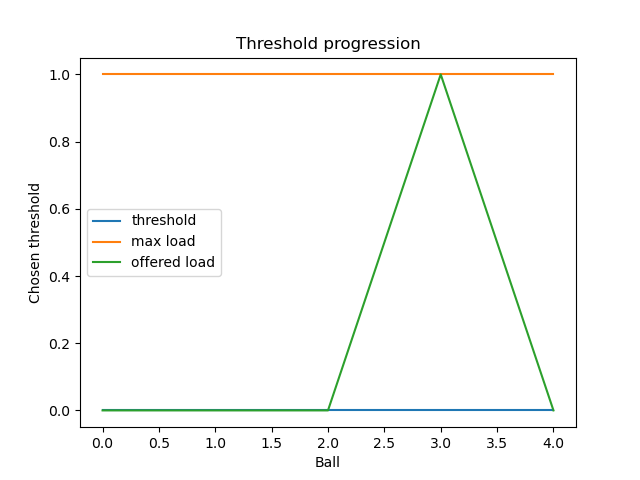 Threshold progression
1.0
0.8
0.6
0.4
0.2
0.0
Chosen threshold
threshold
max load
offered load
0.0 0.5 1.0 1.5 2.0 2.5 3.0 3.5 4.0
Ball